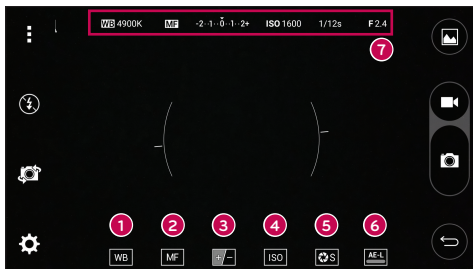 WB 4900K MF -2··1··0··1··2+ ISO 1600 1/12s F 2.4
7
1 2 3 4 5 6
WB MF +/- ISO S AE-L